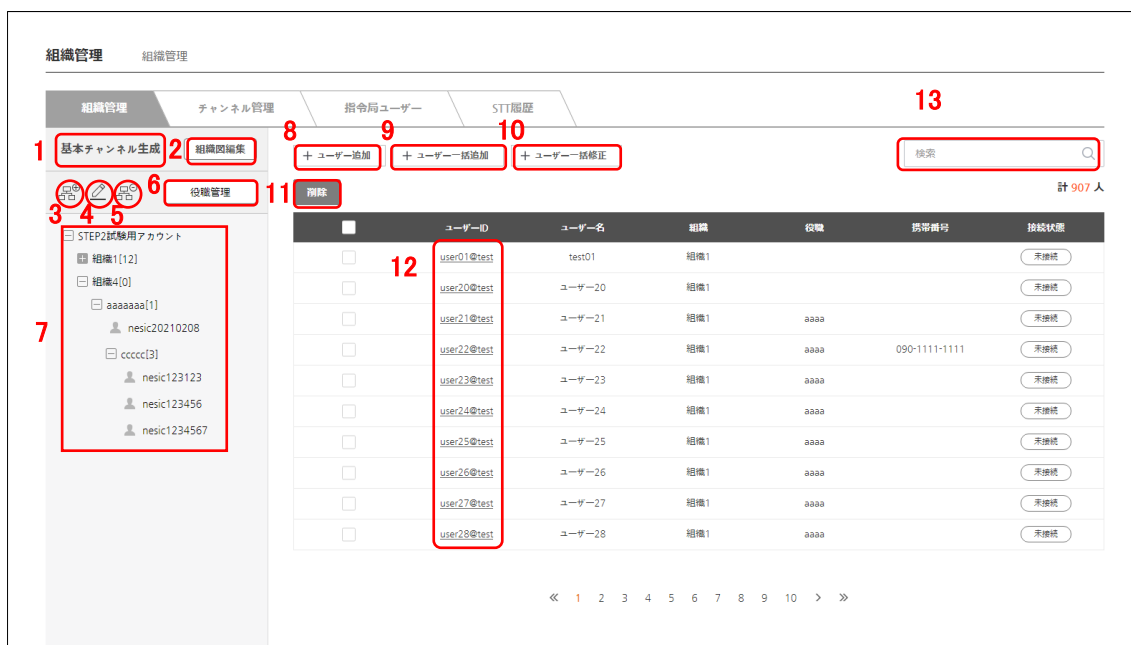 組織管理 組織管理
組織管理 チャンネル管理 指令局ユーザー STT履歴
13
1 基本チャンネル生成 2 組織図編集
8 + ユーザー追加 9 + ユーザー一括追加 10 + ユーザー一括修正
検索
3 4 5 6 役職管理
11 削除
計 907 人
7
STEP2試験用アカウント
組織1[12]
組織4[0]
aaaaaaa[1]
nesic20210208
ccccc[3]
nesic123123
nesic123456
nesic1234567
12
ユーザーID ユーザー名 組織 役職 携帯番号 接続状態
user01@test test01 組織1 未接続
user20@test ユーザー20 組織1 未接続
user21@test ユーザー21 組織1 aaaa 未接続
user22@test ユーザー22 組織1 aaaa 090-1111-1111 未接続
user23@test ユーザー23 組織1 aaaa 未接続
user24@test ユーザー24 組織1 aaaa 未接続
user25@test ユーザー25 組織1 aaaa 未接続
user26@test ユーザー26 組織1 aaaa 未接続
user27@test ユーザー27 組織1 aaaa 未接続
user28@test ユーザー28 組織1 aaaa 未接続
« 1 2 3 4 5 6 7 8 9 10 > »